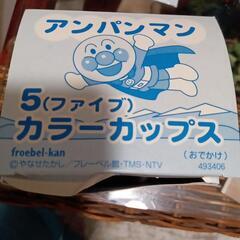 アンパンマン
5(ファイブ)
カラーカップス
froebel-kan
(おでかけ)
©やなせたかし/フレーベル館・TMS・NTV
493406